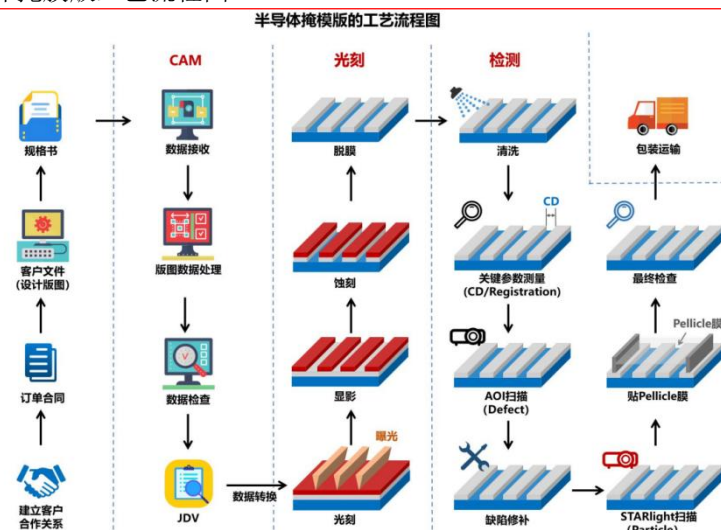 半导体掩模版的工艺流程图
CAM
光刻
检测
规格书
数据接收
脱膜
清洗
包装运输
客户文件
(设计版图)
版图数据处理
蚀刻
CD
关键参数测量
(CD/Registration)
最终检查
订单合同
数据检查
显影
AOI扫描
(Defect)
Pellicle膜
贴Pellicle膜
建立客户
合作关系
JDV
数据转换
曝光
光刻
缺陷修补
STARlight扫描
(Particle)